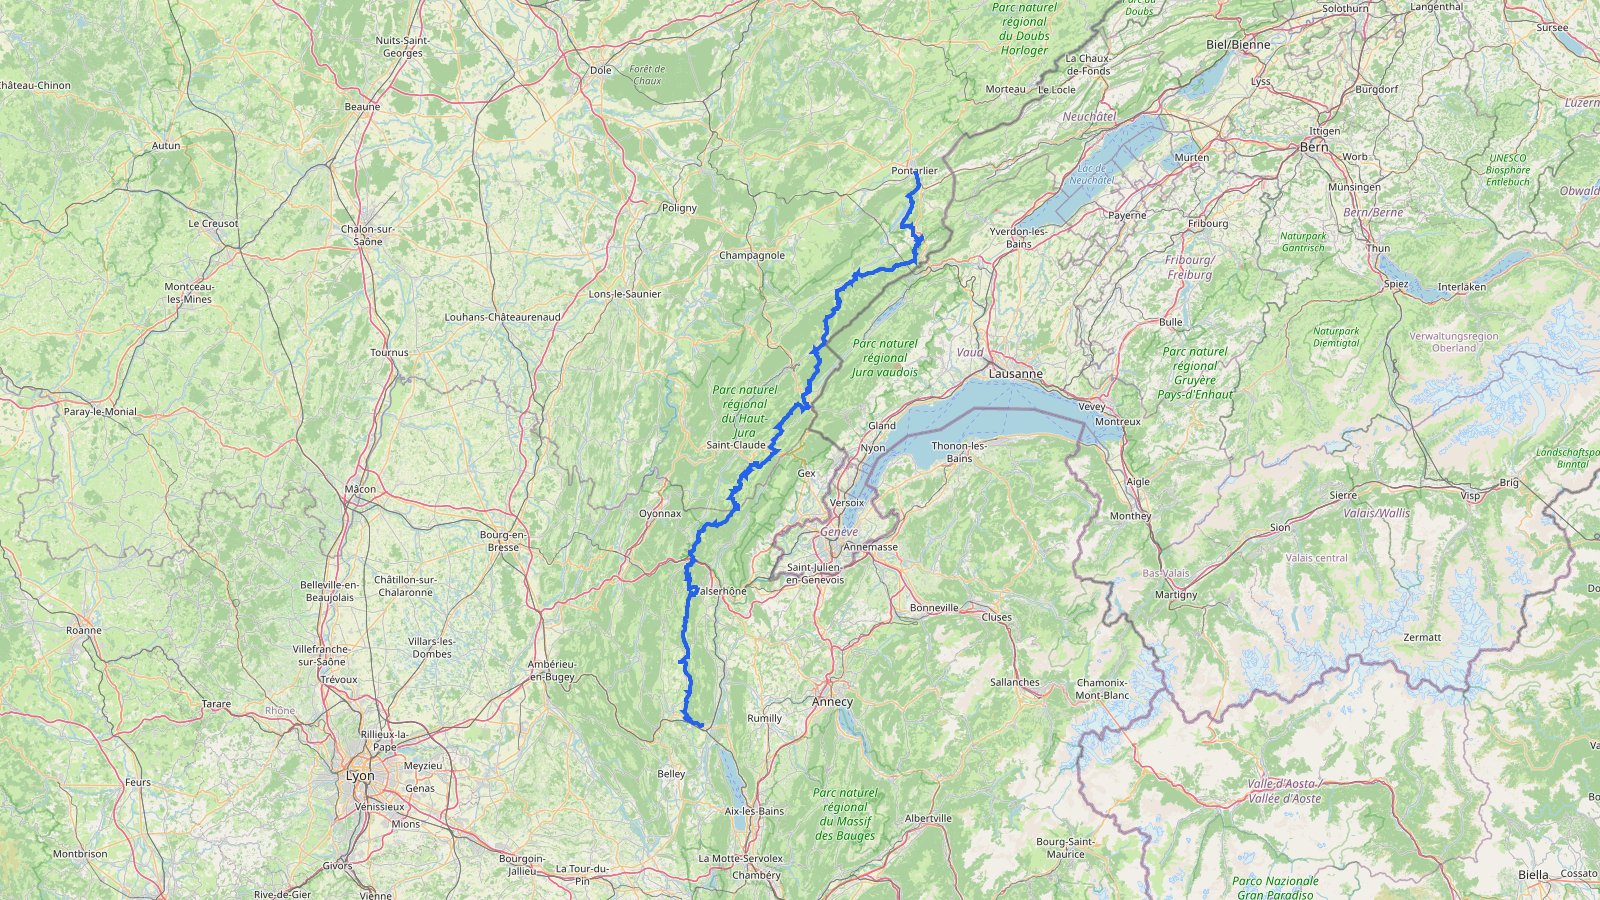 Parc naturel
régional
du Doubs
Horloger
Parc du
Doubs
Solothurn
Langenthal
Sursee
Nuits-Saint-
Georges
Dole
Forêt de
Chaux
Biel/Bienne
La Chaux-
de-Fonds
Morteau
Le Locle
Lyss
Burgdorf
Luzern
Château-Chinon
Beaune
Neuchâtel
Ittigen
Bern
Autun
Worb
Murten
Münsingen
UNESCO
Biosphäre
Entlebuch
Pontarlier
Lac de
Neuchâtel
Obwald
Poligny
Payerne
Bern/Berne
Le Creusot
Chalon-sur-
Saône
Yverdon-les-
Bains
Fribourg
Naturpark
Gantrisch
Thun
Champagnole
Fribourg/
Freiburg
Montceau-
les-Mines
Lons-le-Saunier
Spiez
Interlaken
Louhans-Châteaurenaud
Bulle
Naturpark
Diemtigtal
Verwaltungsregion
Oberland
Tournus
Parc naturel
régional
Jura vaudois
Vaud
Lausanne
Parc naturel
régional
Gruyère
Pays-d'Enhaut
Paray-le-Monial
Parc naturel
régional
du Haut-
Jura
Vevey
Montreux
Gland
Nyon
Saint-Claude
Thonon-les-
Bains
Landschaftspa
Binntal
Gex
Aigle
Brig
Mâcon
Sierre
Visp
Versoix
Valais/Wallis
Oyonnax
Monthey
Sion
Genève
Bourg-en-
Bresse
Annemasse
Valais central
Saint-Julien-
en-Genevois
Bas-Valais
Martigny
Belleville-en-
Beaujolais
Châtillon-sur-
Chalaronne
Valserhône
Bonneville
Cluses
Roanne
Zermatt
Villefranche-
sur-Saône
Villars-les-
Dombes
Ambérieu-
en-Bugey
Trévoux
Sallanches
Chamonix-
Mont-Blanc
Tarare
Rhône
Annecy
Rumilly
Rillieux-la-
Pape
Lyon
Meyzieu
Genas
Belley
Feurs
Valle d'Aosta /
Vallée d'Aoste
Vénissieux
Mions
Aix-les-Bains
Parc naturel
régional
du Massif
des Bauges
Albertville
Montbrison
Givors
Bourgoin-
Jallieu
La Tour-du-
Pin
La Motte-Servolex
Chambéry
Bourg-Saint-
Maurice
Biella
Cossato
Rive-de-Gier
Vienne
Parco Nazionale
Gran Paradiso